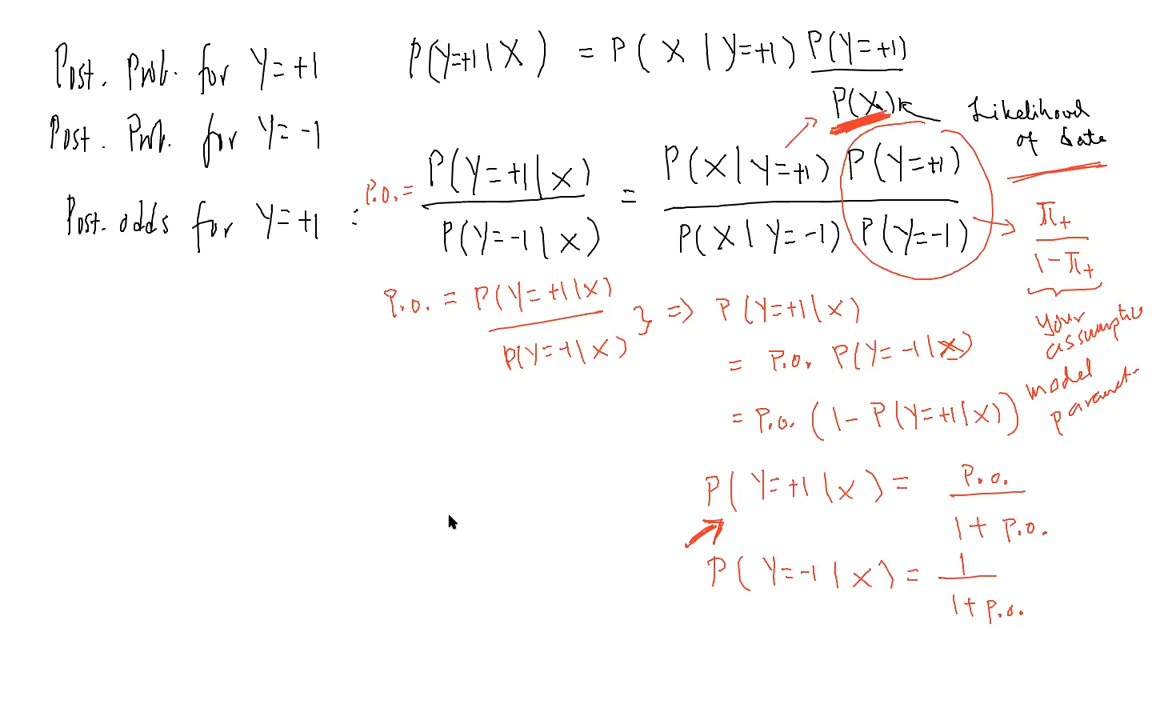 Post. Prob. for Y=+1
P(Y=+1|X) = P(X|Y=+1) P(Y=+1)
P(X)
Likelihood
of data
Post. Prob. for Y=-1
Post. odds for Y=+1 :
P.O. = P(Y=+1|X) / P(Y=-1|X) = P(X|Y=+1) P(Y=+1) / P(X|Y=-1) P(Y=-1)
π+ / 1-π+
your
assumption
model
P.O. = P(Y=+1|X) / P(Y=-1|X) } => P(Y=+1|X)
= P.O. P(Y=-1|X)
= P.O. (1-P(Y=+1|X))
P(Y=+1|X) = P.O. / 1+P.O.
P(Y=-1|X) = 1 / 1+P.O.